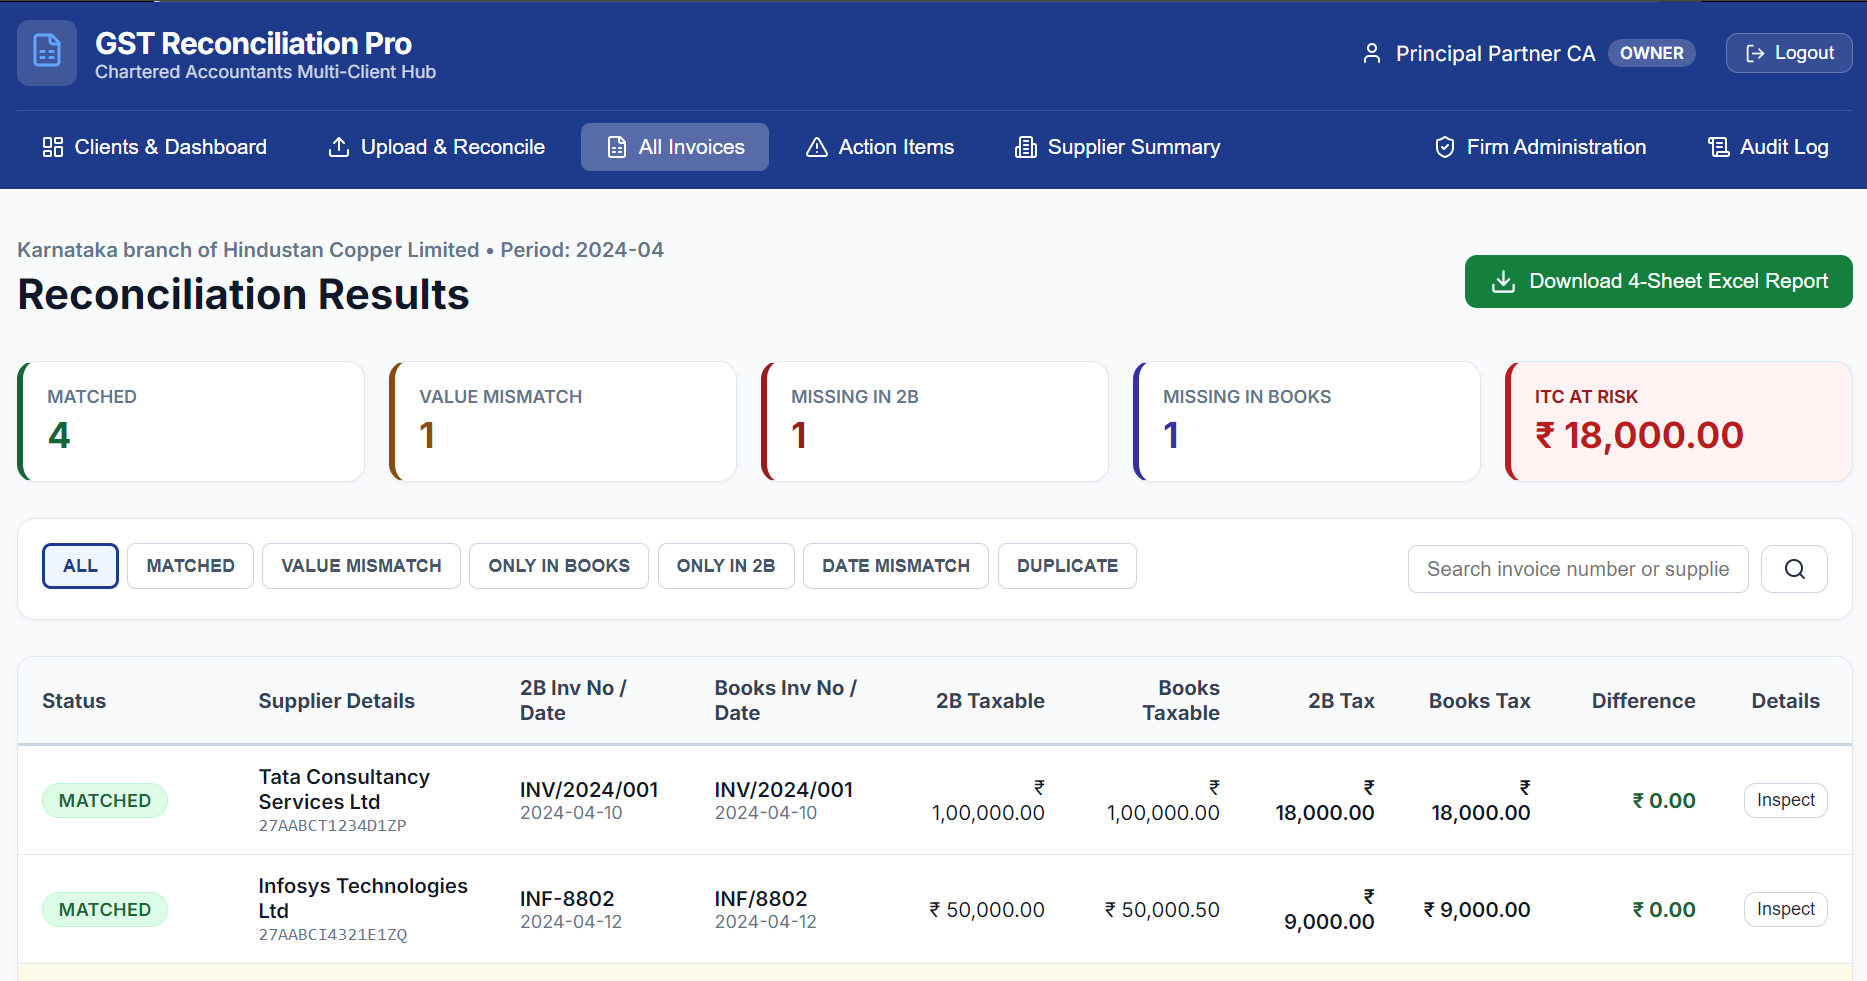 GST Reconciliation Pro
Chartered Accountants Multi-Client Hub
Principal Partner CA
OWNER
Logout
Clients & Dashboard
Upload & Reconcile
All Invoices
Action Items
Supplier Summary
Firm Administration
Audit Log
Karnataka branch of Hindustan Copper Limited • Period: 2024-04
Reconciliation Results
Download 4-Sheet Excel Report
MATCHED
4
VALUE MISMATCH
1
MISSING IN 2B
1
MISSING IN BOOKS
1
ITC AT RISK
₹ 18,000.00
ALL
MATCHED
VALUE MISMATCH
ONLY IN BOOKS
ONLY IN 2B
DATE MISMATCH
DUPLICATE
Search invoice number or supplie
Status
Supplier Details
2B Inv No /
Date
Books Inv No /
Date
2B Taxable
Books
Taxable
2B Tax
Books Tax
Difference
Details
MATCHED
Tata Consultancy
Services Ltd
27AABCT1234D1ZP
INV/2024/001
2024-04-10
INV/2024/001
2024-04-10
₹
1,00,000.00
₹
1,00,000.00
₹
18,000.00
₹
18,000.00
₹ 0.00
Inspect
MATCHED
Infosys Technologies
Ltd
27AABCI4321E1ZQ
INF-8802
2024-04-12
INF/8802
2024-04-12
₹ 50,000.00
₹ 50,000.50
₹
9,000.00
₹ 9,000.00
₹ 0.00
Inspect